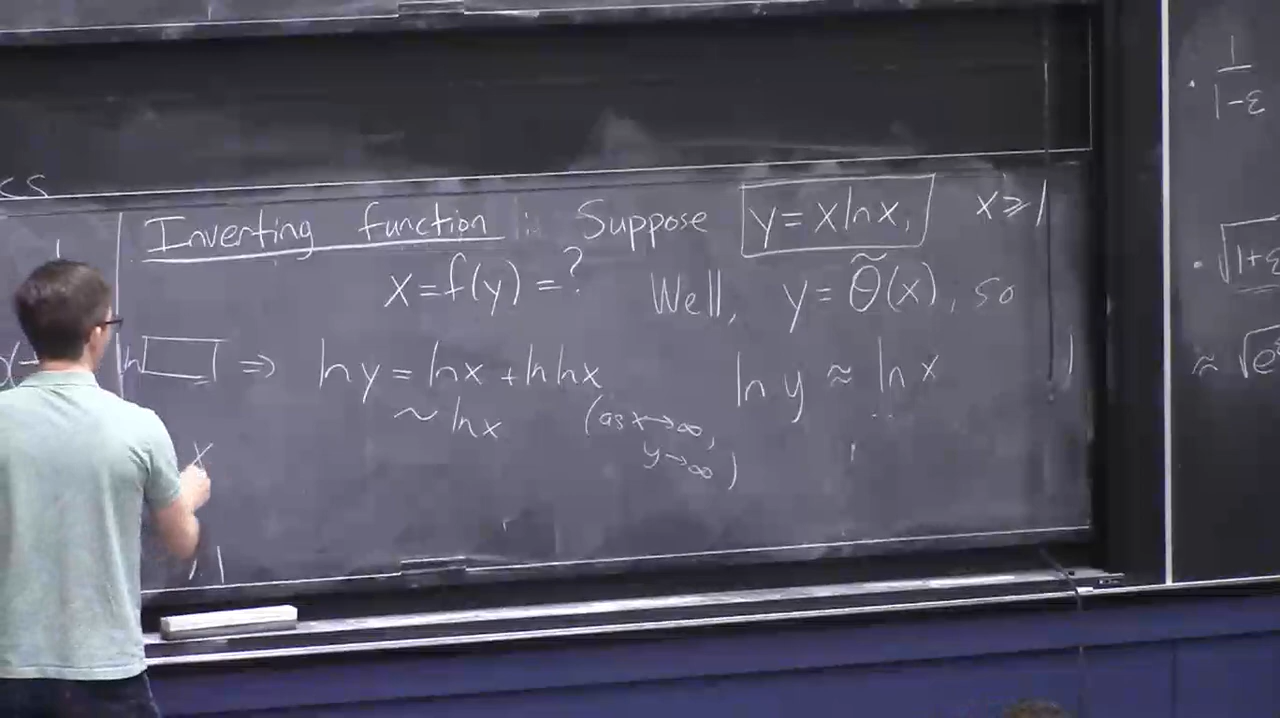 cs
Inverting function : Suppose y = x ln x, x ≥ 1
x = f(y) = ? Well, y = Θ̃(x), so
ln □ ⇒ ln y = ln x + ln ln x ln y ≈ ln x
~ ln x (as x→∞,
y→∞)
x
1/(1-ε)
√(1+ε
≈ √e